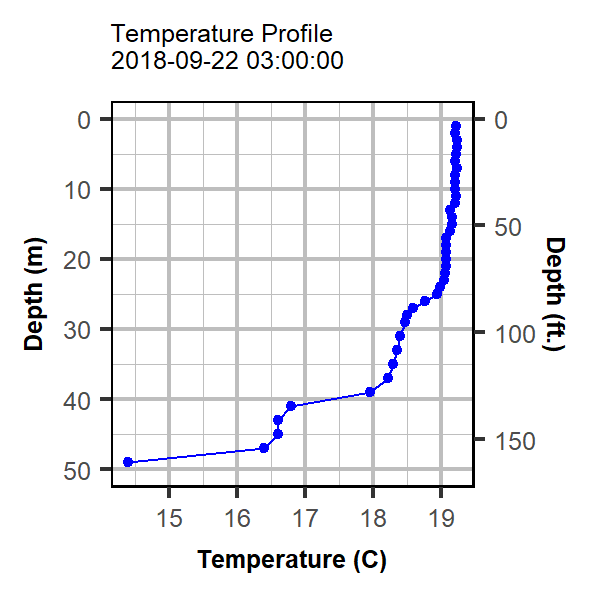 Temperature Profile
2018-09-22 03:00:00
0
10
20
30
40
50
Depth (m)
0
50
100
150
Depth (ft.)
15 16 17 18 19
Temperature (C)